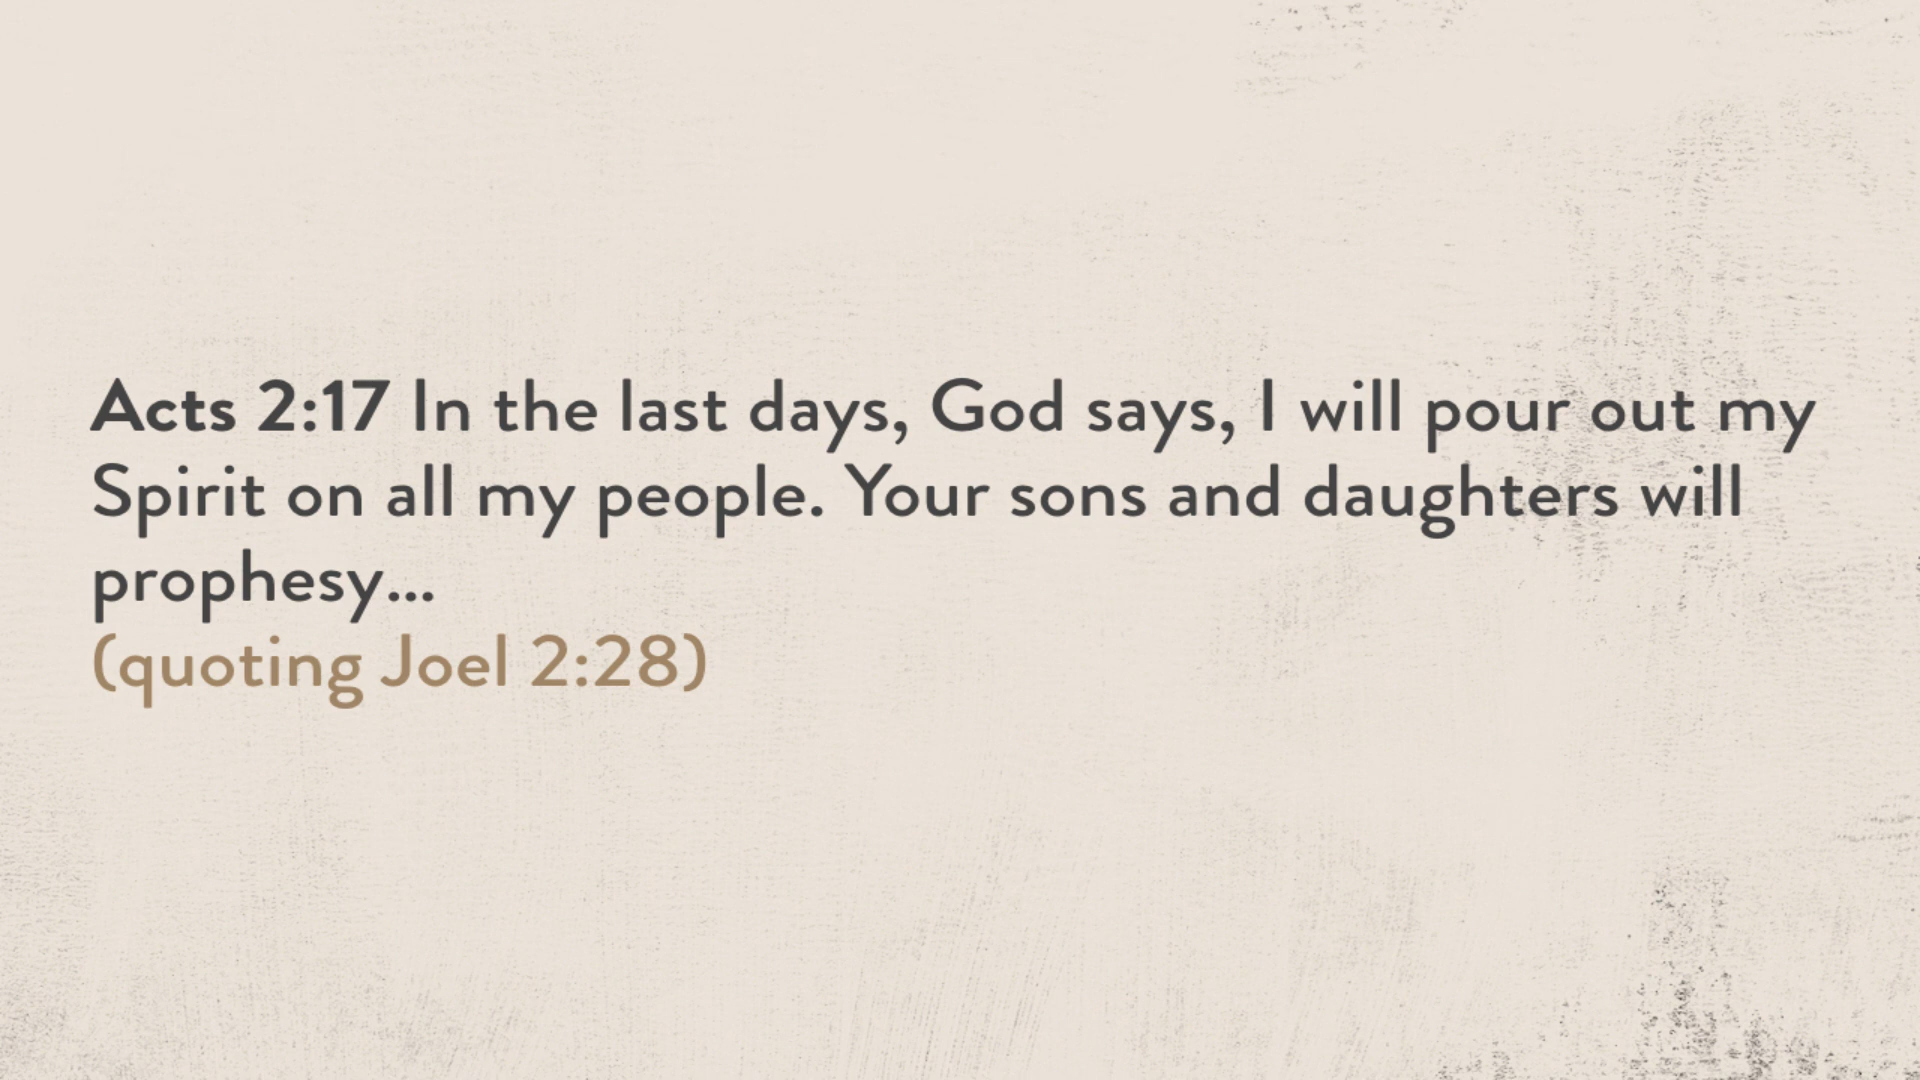 Acts 2:17 In the last days, God says, I will pour out my
Spirit on all my people. Your sons and daughters will
prophesy...
(quoting Joel 2:28)